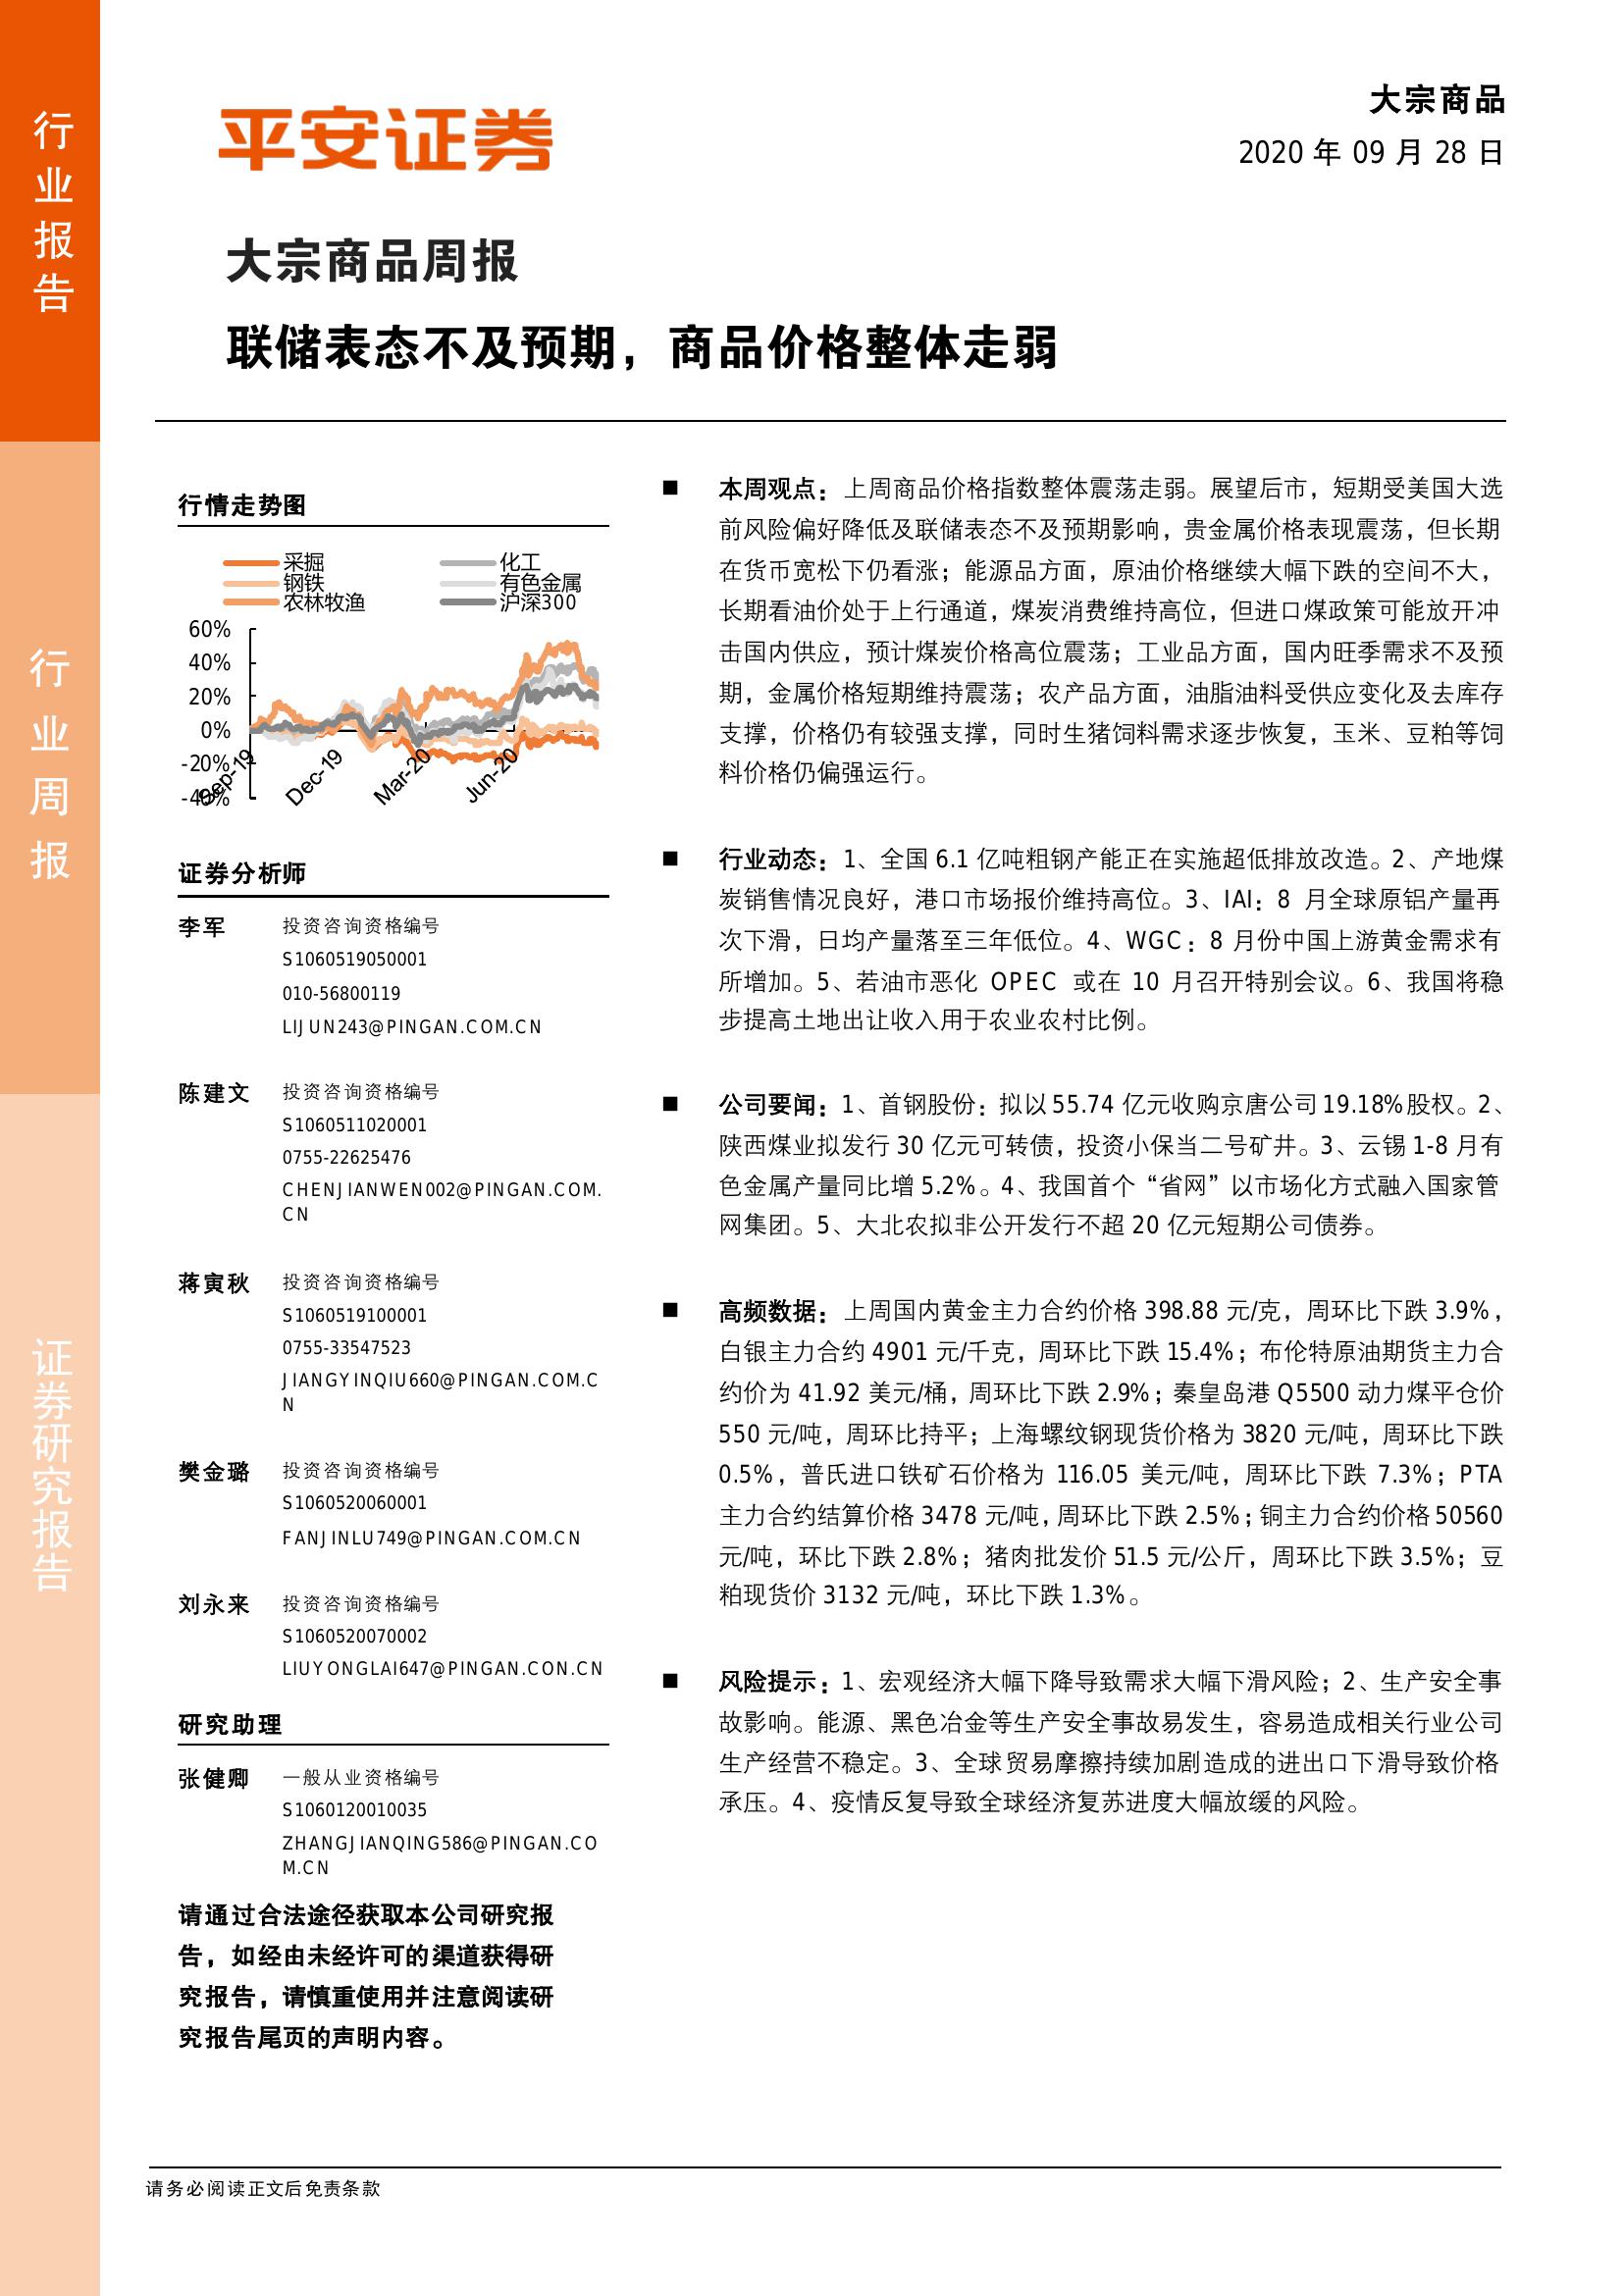 行业报告
行业周报
证券研究报告
平安证券
大宗商品
2020 年 09 月 28 日
大宗商品周报
联储表态不及预期，商品价格整体走弱
行情走势图
采掘
化工
钢铁
有色金属
农林牧渔
沪深300
60%
40%
20%
0%
-20%
-40%
Sep-19
Dec-19
Mar-20
Jun-20
证券分析师
李军 投资咨询资格编号
S1060519050001
010-56800119
LIJUN243@PINGAN.COM.CN
陈建文 投资咨询资格编号
S1060511020001
0755-22625476
CHENJIANWEN002@PINGAN.COM.
CN
蒋寅秋 投资咨询资格编号
S1060519100001
0755-33547523
JIANGYINQIU660@PINGAN.COM.C
N
樊金璐 投资咨询资格编号
S1060520060001
FANJINLU749@PINGAN.COM.CN
刘永来 投资咨询资格编号
S1060520070002
LIUYONGLAI647@PINGAN.CON.CN
研究助理
张健卿 一般从业资格编号
S1060120010035
ZHANGJIANQING586@PINGAN.CO
M.CN
请通过合法途径获取本公司研究报
告，如经由未经许可的渠道获得研
究报告，请慎重使用并注意阅读研
究报告尾页的声明内容。
■ 本周观点：上周商品价格指数整体震荡走弱。展望后市，短期受美国大选
前风险偏好降低及联储表态不及预期影响，贵金属价格表现震荡，但长期
在货币宽松下仍看涨；能源品方面，原油价格继续大幅下跌的空间不大，
长期看油价处于上行通道，煤炭消费维持高位，但进口煤政策可能放开冲
击国内供应，预计煤炭价格高位震荡；工业品方面，国内旺季需求不及预
期，金属价格短期维持震荡；农产品方面，油脂油料受供应变化及去库存
支撑，价格仍有较强支撑，同时生猪饲料需求逐步恢复，玉米、豆粕等饲
料价格仍偏强运行。
■ 行业动态：1、全国 6.1 亿吨粗钢产能正在实施超低排放改造。2、产地煤
炭销售情况良好，港口市场报价维持高位。3、IAI：8 月全球原铝产量再
次下滑，日均产量落至三年低位。4、WGC：8 月份中国上游黄金需求有
所增加。5、若油市恶化 OPEC 或在 10 月召开特别会议。6、我国将稳
步提高土地出让收入用于农业农村比例。
■ 公司要闻：1、首钢股份：拟以 55.74 亿元收购京唐公司 19.18%股权。2、
陕西煤业拟发行 30 亿元可转债，投资小保当二号矿井。3、云锡 1-8 月有
色金属产量同比增 5.2%。4、我国首个“省网”以市场化方式融入国家管
网集团。5、大北农拟非公开发行不超 20 亿元短期公司债券。
■ 高频数据：上周国内黄金主力合约价格 398.88 元/克，周环比下跌 3.9%，
白银主力合约 4901 元/千克，周环比下跌 15.4%；布伦特原油期货主力合
约价为 41.92 美元/桶，周环比下跌 2.9%；秦皇岛港 Q5500 动力煤平仓价
550 元/吨，周环比持平；上海螺纹钢现货价格为 3820 元/吨，周环比下跌
0.5%，普氏进口铁矿石价格为 116.05 美元/吨，周环比下跌 7.3%；PTA
主力合约结算价格 3478 元/吨，周环比下跌 2.5%；铜主力合约价格 50560
元/吨，环比下跌 2.8%；猪肉批发价 51.5 元/公斤，周环比下跌 3.5%；豆
粕现货价 3132 元/吨，环比下跌 1.3%。
■ 风险提示：1、宏观经济大幅下降导致需求大幅下滑风险；2、生产安全事
故影响。能源、黑色冶金等生产安全事故易发生，容易造成相关行业公司
生产经营不稳定。3、全球贸易摩擦持续加剧造成的进出口下滑导致价格
承压。4、疫情反复导致全球经济复苏进度大幅放缓的风险。
请务必阅读正文后免责条款